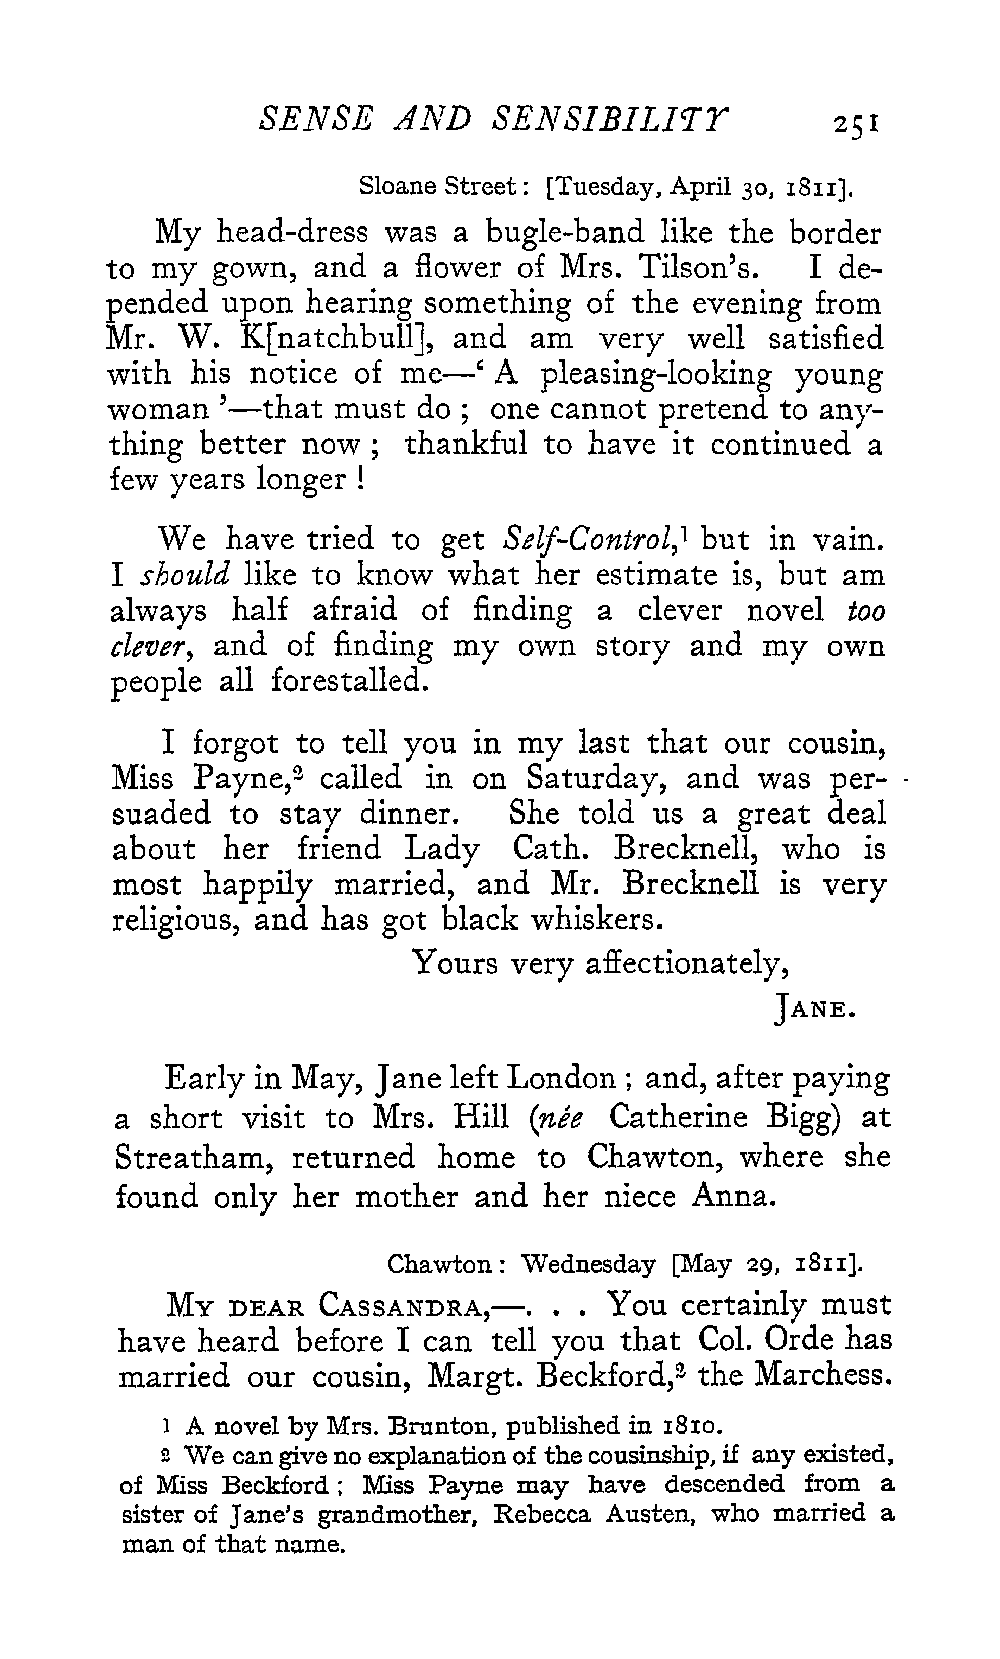 SENSE AND SENSIBILITY 251
Sloane Street: [Tuesday, April 30, 1811].
My head-dress was a bugle-band like the border
to my gown, and a flower of Mrs. Tilson's. I de-
pended upon hearing something of the evening from
Mr. W. K[natchbull], and am very well satisfied
with his notice of me—‘ A pleasing-looking young
woman ’—that must do ; one cannot pretend to any-
thing better now ; thankful to have it continued a
few years longer !
We have tried to get Self-Control,¹ but in vain.
I should like to know what her estimate is, but am
always half afraid of finding a clever novel too
clever, and of finding my own story and my own
people all forestalled.
I forgot to tell you in my last that our cousin,
Miss Payne,² called in on Saturday, and was per-
suaded to stay dinner. She told us a great deal
about her friend Lady Cath. Brecknell, who is
most happily married, and Mr. Brecknell is very
religious, and has got black whiskers.
Yours very affectionately,
JANE.
Early in May, Jane left London ; and, after paying
a short visit to Mrs. Hill (née Catherine Bigg) at
Streatham, returned home to Chawton, where she
found only her mother and her niece Anna.
Chawton: Wednesday [May 29, 1811].
MY DEAR CASSANDRA,—. . . You certainly must
have heard before I can tell you that Col. Orde has
married our cousin, Margt. Beckford,² the Marchess.
1 A novel by Mrs. Brunton, published in 1810.
2 We can give no explanation of the cousinship, if any existed,
of Miss Beckford ; Miss Payne may have descended from a
sister of Jane's grandmother, Rebecca Austen, who married a
man of that name.